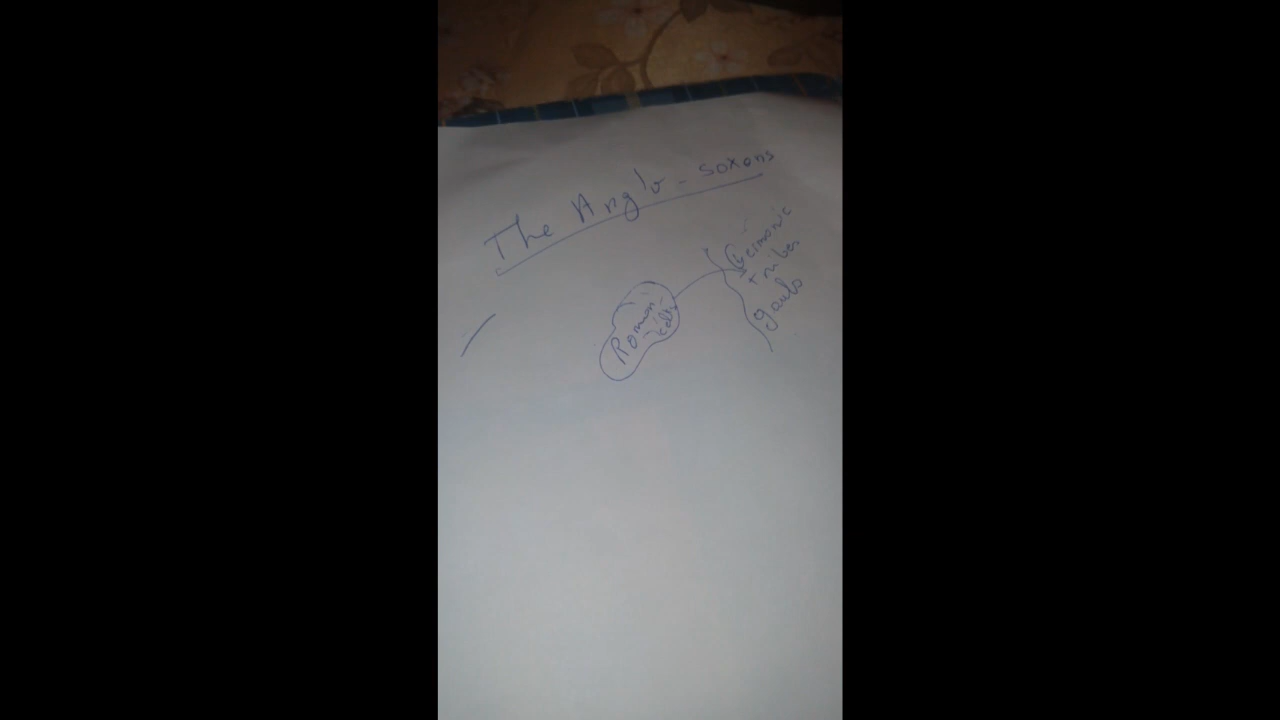 The Anglo-saxons
Germanic
tribes
gauls
Roman
celts